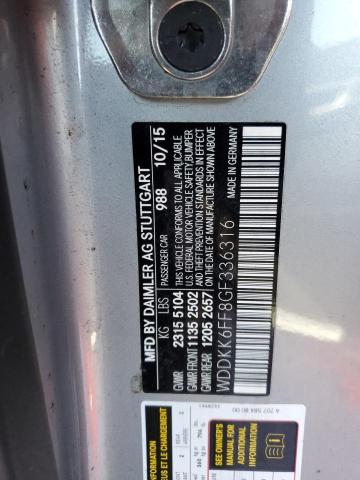 MFD BY DAIMLER AG STUTTGART
PASSENGER CAR 988 10/15
KG LBS
GVWR 2315 5104
GAWR FRONT 1135 2502
GAWR REAR 1205 2657
THIS VEHICLE CONFORMS TO ALL APPLICABLE
U.S. FEDERAL MOTOR VEHICLE SAFETY, BUMPER
AND THEFT PREVENTION STANDARDS IN EFFECT
ON THE DATE OF MANUFACTURE SHOWN ABOVE
MADE IN GERMANY
WDDKK6FF8GF336316
A 707 584 80 00
SEE OWNER'S
MANUAL FOR
ADDITIONAL
INFORMATION